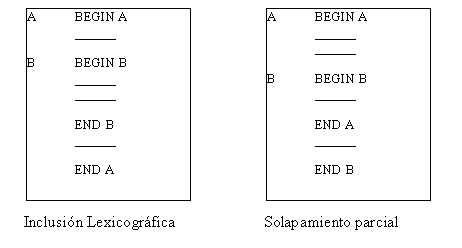 A BEGIN A
B BEGIN B
END B
END A
Inclusión Lexicográfica
A BEGIN A
B BEGIN B
END A
END B
Solapamiento parcial